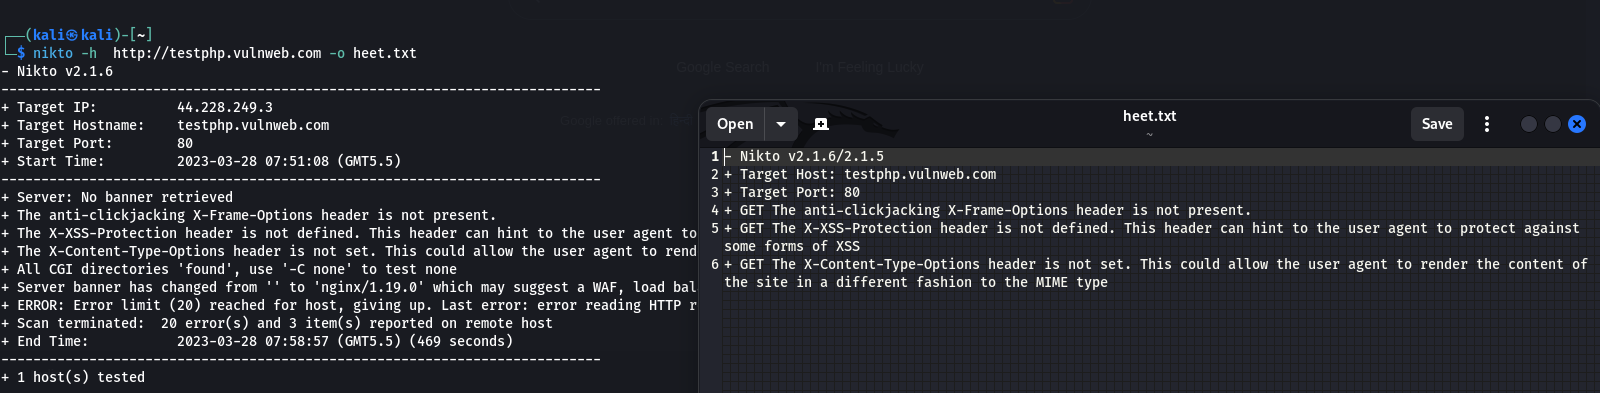 (kali㉿kali)-[~]
$ nikto -h  http://testphp.vulnweb.com -o heet.txt
- Nikto v2.1.6
---------------------------------------------------------------------------
+ Target IP:          44.228.249.3
+ Target Hostname:    testphp.vulnweb.com
+ Target Port:        80
+ Start Time:         2023-03-28 07:51:08 (GMT5.5)
---------------------------------------------------------------------------
+ Server: No banner retrieved
+ The anti-clickjacking X-Frame-Options header is not present.
+ The X-XSS-Protection header is not defined. This header can hint to the user agent to
+ The X-Content-Type-Options header is not set. This could allow the user agent to rend
+ All CGI directories 'found', use '-C none' to test none
+ Server banner has changed from '' to 'nginx/1.19.0' which may suggest a WAF, load bal
+ ERROR: Error limit (20) reached for host, giving up. Last error: error reading HTTP r
+ Scan terminated:  20 error(s) and 3 item(s) reported on remote host
+ End Time:           2023-03-28 07:58:57 (GMT5.5) (469 seconds)
---------------------------------------------------------------------------
+ 1 host(s) tested
Google Search I'm Feeling Lucky
Google offered in:
Open heet.txt Save
~
1 - Nikto v2.1.6/2.1.5
2 + Target Host: testphp.vulnweb.com
3 + Target Port: 80
4 + GET The anti-clickjacking X-Frame-Options header is not present.
5 + GET The X-XSS-Protection header is not defined. This header can hint to the user agent to protect against
some forms of XSS
6 + GET The X-Content-Type-Options header is not set. This could allow the user agent to render the content of
the site in a different fashion to the MIME type